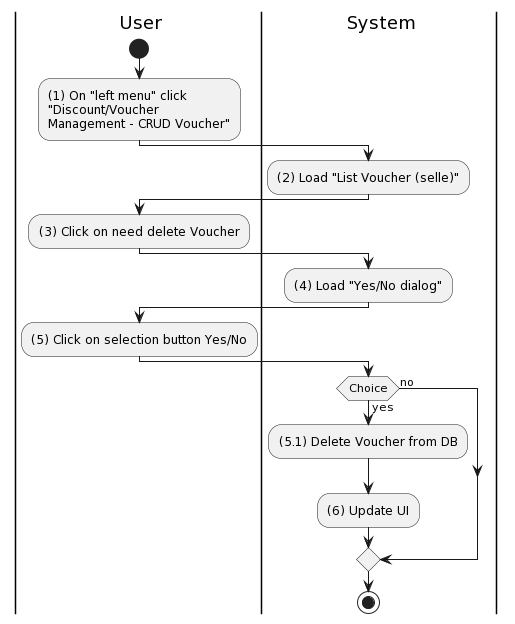 User
System
(1) On "left menu" click
"Discount/Voucher
Management - CRUD Voucher"
(2) Load "List Voucher (selle)"
(3) Click on need delete Voucher
(4) Load "Yes/No dialog"
(5) Click on selection button Yes/No
Choice
no
yes
(5.1) Delete Voucher from DB
(6) Update UI